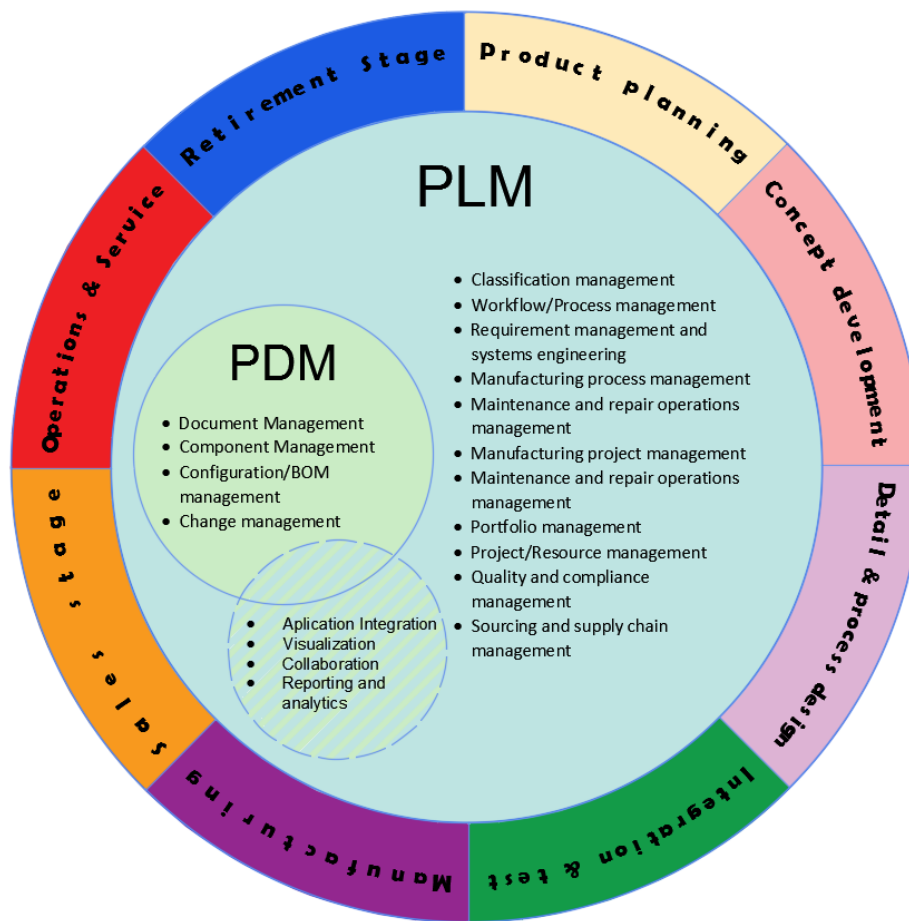 Retirement Stage
Product planning
Concept development
Detail & process design
Integration & test
Manufacturing
Sales stage
Operations & Service
PLM
• Classification management
• Workflow/Process management
• Requirement management and
systems engineering
• Manufacturing process management
• Maintenance and repair operations
management
• Manufacturing project management
• Maintenance and repair operations
management
• Portfolio management
• Project/Resource management
• Quality and compliance
management
• Sourcing and supply chain
management
PDM
• Document Management
• Component Management
• Configuration/BOM
management
• Change management
• Aplication Integration
• Visualization
• Collaboration
• Reporting and
analytics